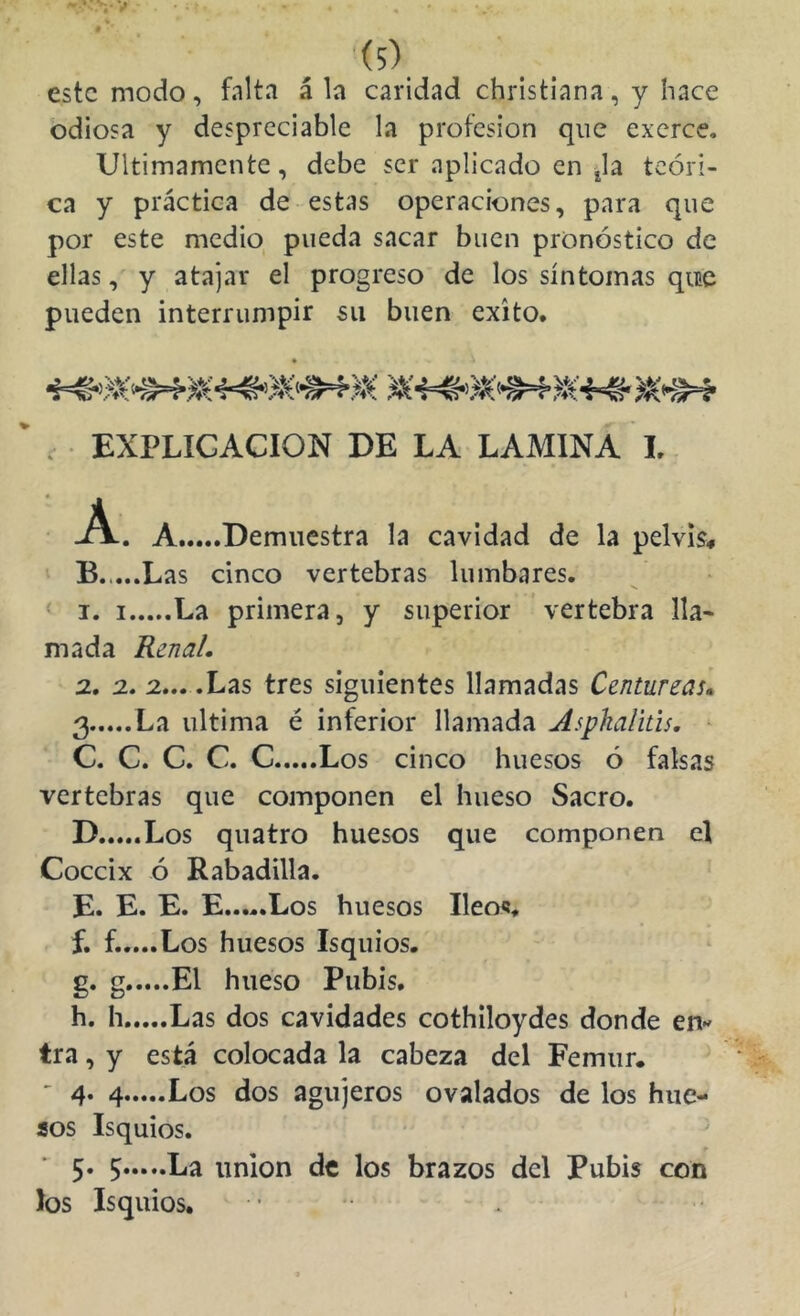 (5)
este modo, falta á la caridad christiana, y hace
odiosa y despreciable la profesion que exerce.
Ultimamente, debe ser aplicado en la teóri-
ca y práctica de estas operaciones, para que
por este medio pueda sacar buen pronóstico de
ellas, y atajar el progreso de los síntomas que
pueden interrumpir su buen exîto.
EXPLICACION DE LA LAMINA I.
A. A.....Demuestra la cavidad de la pelvis.
B.....Las cinco vertebras lumbares.
1. 1.....La primera, y superior vertebra lla-
mada Renal.
2. 2. 2....Las tres siguientes llamadas Centureas.
3.....La ultima é inferior llamada Asphalitis.
C. C. C. C. C.....Los cinco huesos ó falsas
vertebras que componen el hueso Sacro.
D.....Los quatro huesos que componen el
Coccix ó Rabadilla.
E. E. E. E.....Los huesos Ileos.
f. f.....Los huesos Isquios.
g. g.....El hueso Pubis.
h. h.....Las dos cavidades cothiloydes donde en-
tra, y está colocada la cabeza del Femur.
4. 4.....Los dos agujeros ovalados de los hue-
sos Isquios.
5. 5.....La union de los brazos del Pubis con
los Isquios.